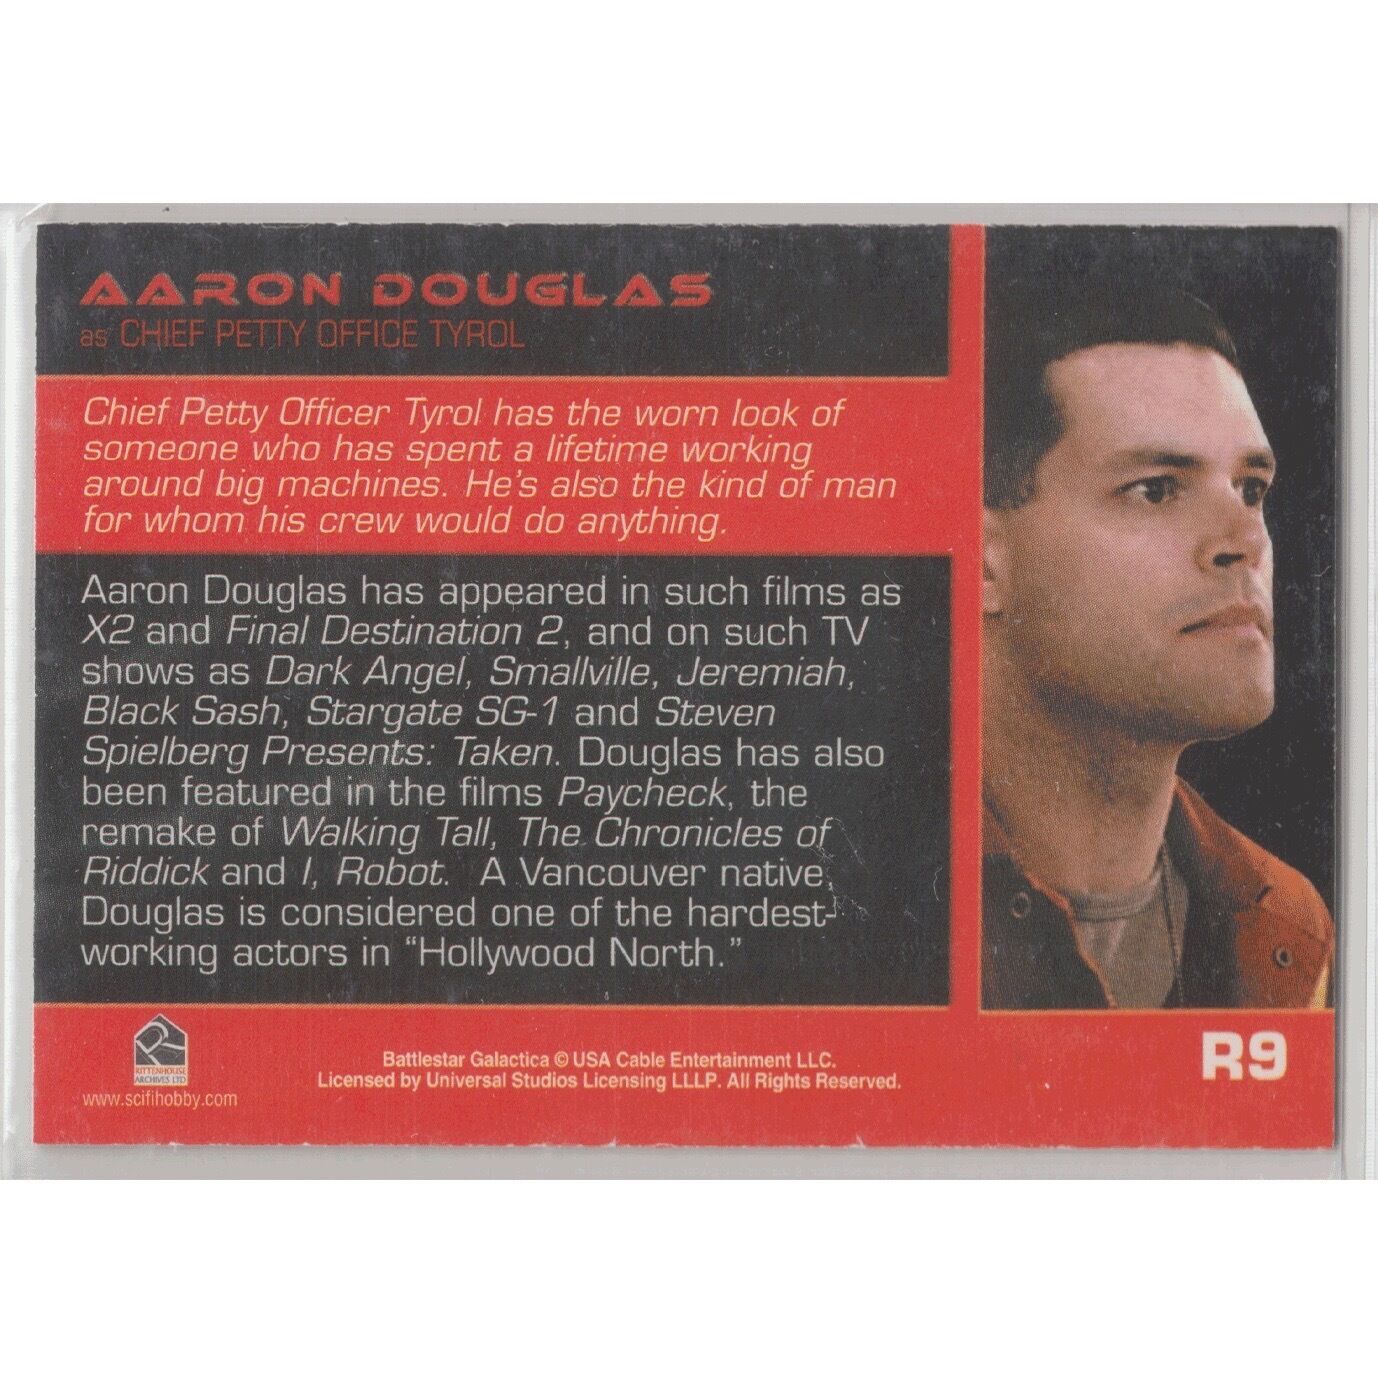 AARON DOUGLAS
as CHIEF PETTY OFFICE TYROL
Chief Petty Officer Tyrol has the worn look of
someone who has spent a lifetime working
around big machines. He's also the kind of man
for whom his crew would do anything.
Aaron Douglas has appeared in such films as
X2 and Final Destination 2, and on such TV
shows as Dark Angel, Smallville, Jeremiah,
Black Sash, Stargate SG-1 and Steven
Spielberg Presents: Taken. Douglas has also
been featured in the films Paycheck, the
remake of Walking Tall, The Chronicles of
Riddick and I, Robot. A Vancouver native,
Douglas is considered one of the hardest-
working actors in “Hollywood North.”
RITTENHOUSE
ARCHIVES LTD
www.scifihobby.com
Battlestar Galactica © USA Cable Entertainment LLC.
Licensed by Universal Studios Licensing LLLP. All Rights Reserved.
R9